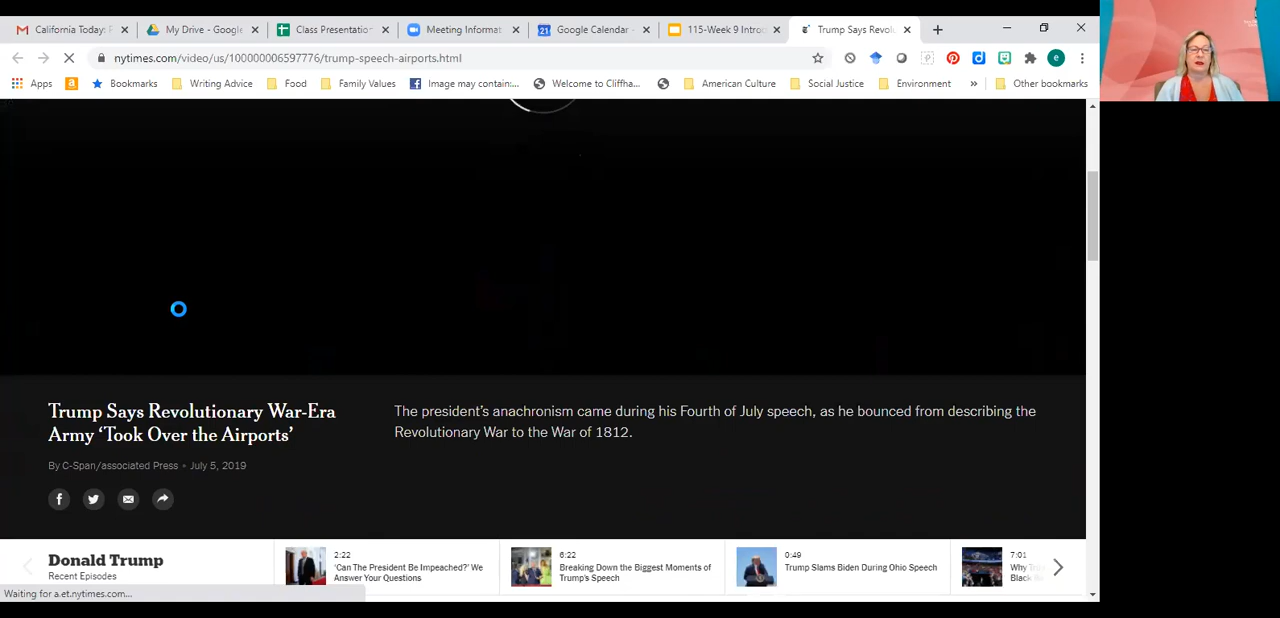 California Today: F
My Drive - Google
Class Presentation
Meeting Informat
Google Calendar -
115-Week 9 Introd
Trump Says Revol
nytimes.com/video/us/100000006597776/trump-speech-airports.html
Apps
Bookmarks
Writing Advice
Food
Family Values
Image may contain:...
Welcome to Cliffha...
American Culture
Social Justice
Environment
Other bookmarks
Trump Says Revolutionary War-Era
Army ‘Took Over the Airports’
By C-Span/associated Press • July 5, 2019
The president’s anachronism came during his Fourth of July speech, as he bounced from describing the
Revolutionary War to the War of 1812.
Donald Trump
Recent Episodes
2:22
‘Can The President Be Impeached?’ We
Answer Your Questions
6:22
Breaking Down the Biggest Moments of
Trump’s Speech
0:49
Trump Slams Biden During Ohio Speech
7:01
Why
Black
Waiting for a.et.nytimes.com...